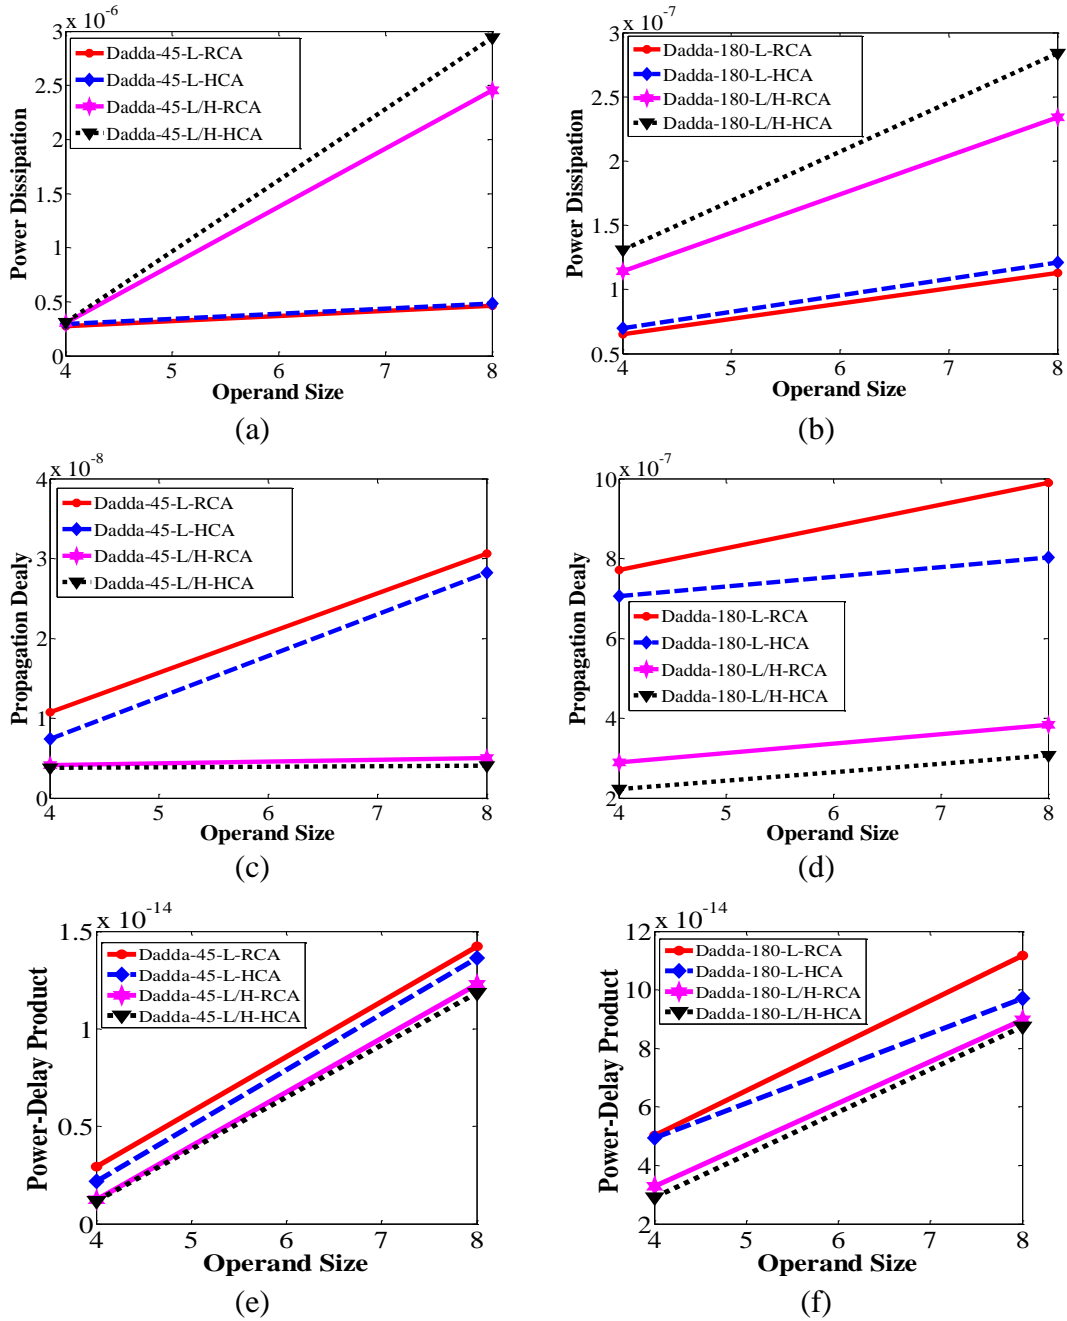 x 10^-6
3
2.5
2
1.5
1
0.5
0
Power Dissipation
Dadda-45-L-RCA
Dadda-45-L-HCA
Dadda-45-L/H-RCA
Dadda-45-L/H-HCA
4 5 6 7 8
Operand Size
(a)
x 10^-7
3
2.5
2
1.5
1
0.5
Power Dissipation
Dadda-180-L-RCA
Dadda-180-L-HCA
Dadda-180-L/H-RCA
Dadda-180-L/H-HCA
4 5 6 7 8
Operand Size
(b)
x 10^-8
4
3
2
1
0
Propagation Dealy
Dadda-45-L-RCA
Dadda-45-L-HCA
Dadda-45-L/H-RCA
Dadda-45-L/H-HCA
4 5 6 7 8
Operand Size
(c)
x 10^-7
10
8
6
4
2
Propagation Dealy
Dadda-180-L-RCA
Dadda-180-L-HCA
Dadda-180-L/H-RCA
Dadda-180-L/H-HCA
4 5 6 7 8
Operand Size
(d)
x 10^-14
1.5
1
0.5
0
Power-Delay Product
Dadda-45-L-RCA
Dadda-45-L-HCA
Dadda-45-L/H-RCA
Dadda-45-L/H-HCA
4 5 6 7 8
Operand Size
(e)
x 10^-14
12
10
8
6
4
2
Power-Delay Product
Dadda-180-L-RCA
Dadda-180-L-HCA
Dadda-180-L/H-RCA
Dadda-180-L/H-HCA
4 5 6 7 8
Operand Size
(f)